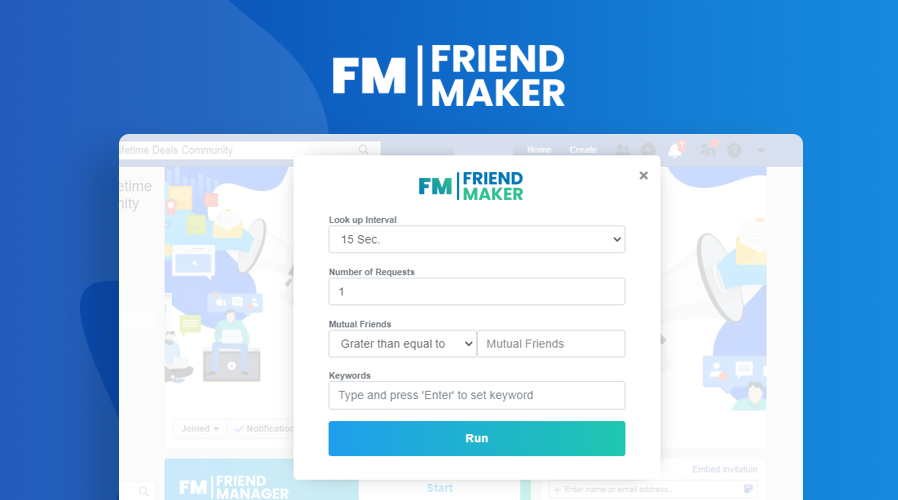 FM FRIEND
MAKER
ifetime Deals Community
Home Create
etime
nity
FM FRIEND
MAKER
×
Look up Interval
15 Sec.
Number of Requests
1
Mutual Friends
Grater than equal to
Mutual Friends
Keywords
Type and press 'Enter' to set keyword
Run
Joined
Notification
Embed invitation
FM FRIEND
MANAGER
Start
+ Enter name or email address...